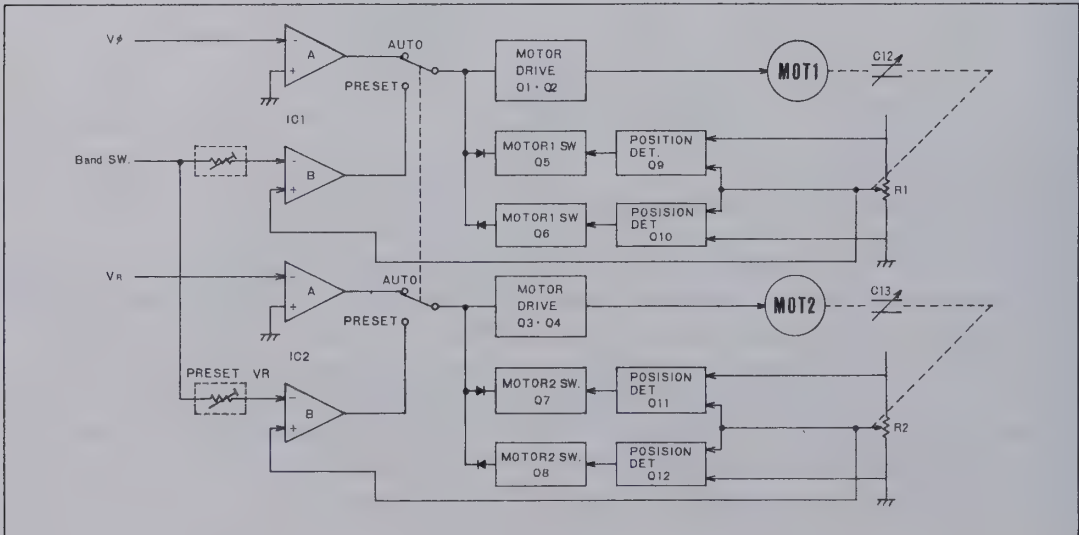 Vø
A
AUTO
MOTOR
DRIVE
Q1 · Q2
MOT1
C12
PRESET
IC1
Band SW.
B
MOTOR1 SW
Q5
POSITION
DET.
Q9
R1
MOTOR1 SW
Q6
POSISION
DET
Q10
VR
A
AUTO
MOTOR
DRIVE
Q3 · Q4
MOT2
C13
PRESET
IC2
PRESET VR
B
MOTOR2 SW.
Q7
POSISION
DET
Q11
R2
MOTOR2 SW.
Q8
POSISION
DET
Q12